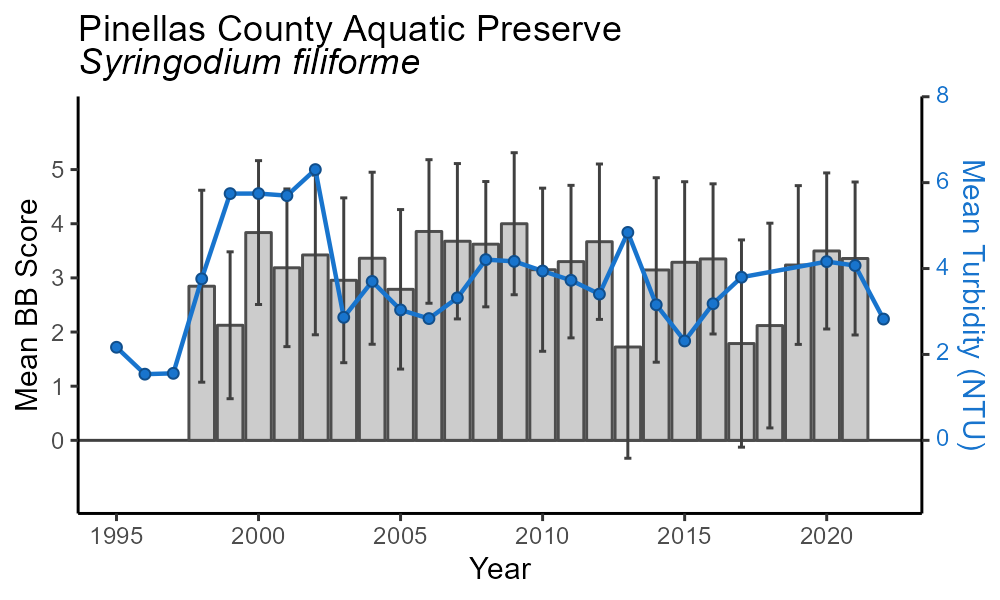 Pinellas County Aquatic Preserve
Syringodium filiforme
Mean BB Score
5
4
3
2
1
0
8
6
4
2
0
Mean Turbidity (NTU)
1995 2000 2005 2010 2015 2020
Year